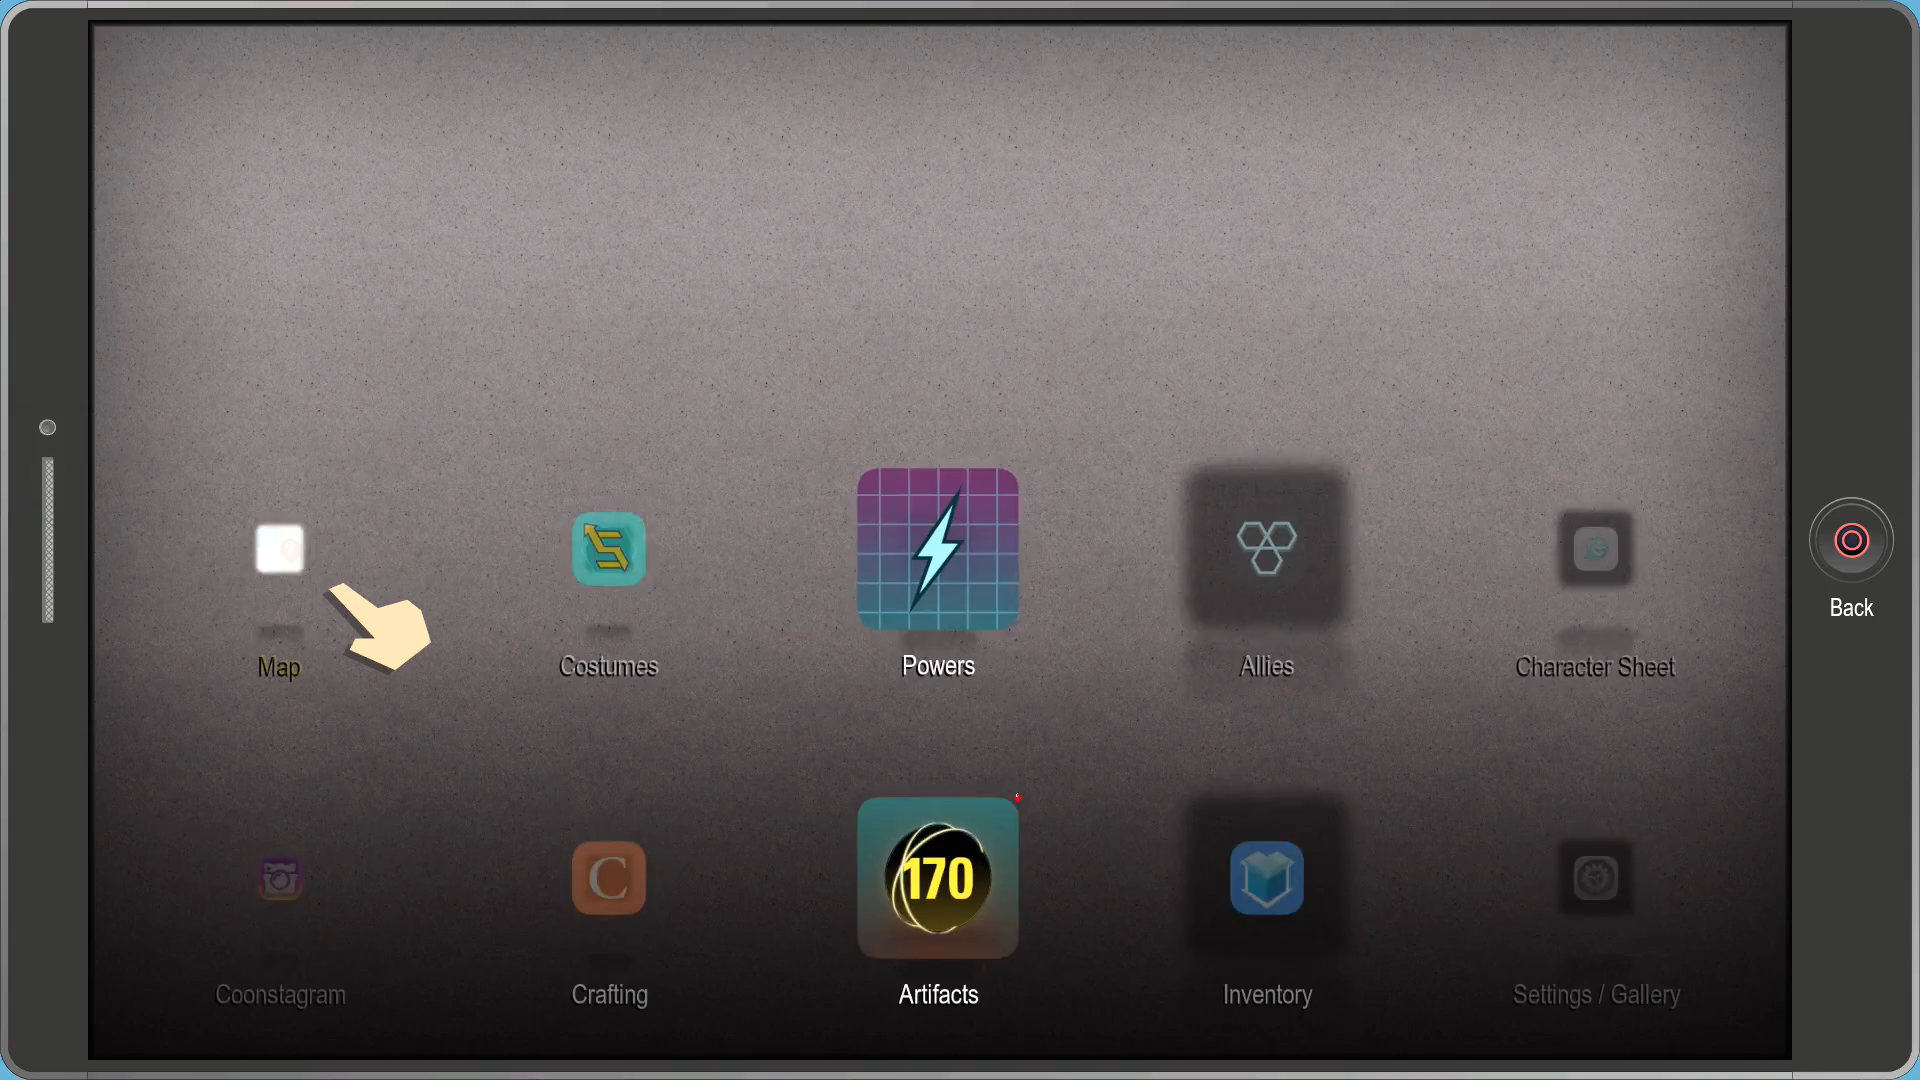 Map
Costumes
Powers
Allies
Character Sheet
Back
C
170
Coonstagram
Crafting
Artifacts
Inventory
Settings / Gallery